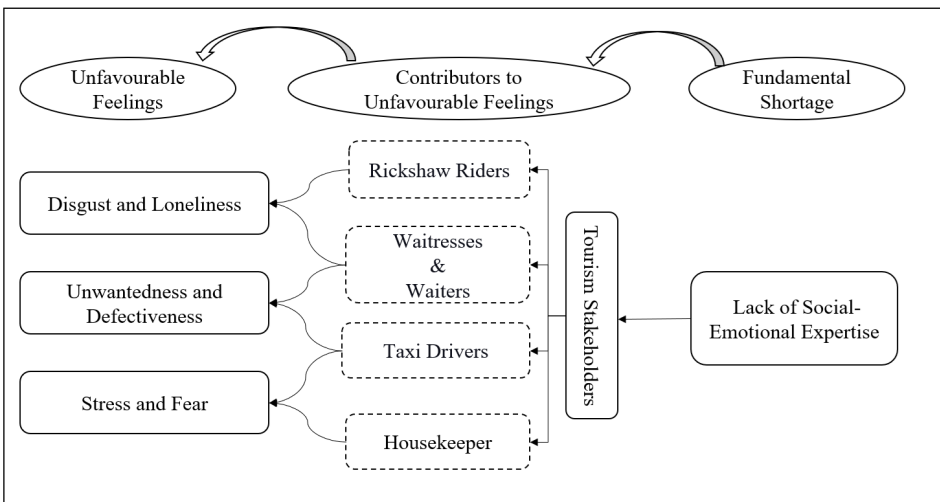 Unfavourable
Feelings
Contributors to
Unfavourable Feelings
Fundamental
Shortage
Disgust and Loneliness
Unwantedness and
Defectiveness
Stress and Fear
Rickshaw Riders
Waitresses
&
Waiters
Taxi Drivers
Housekeeper
Tourism Stakeholders
Lack of Social-
Emotional Expertise